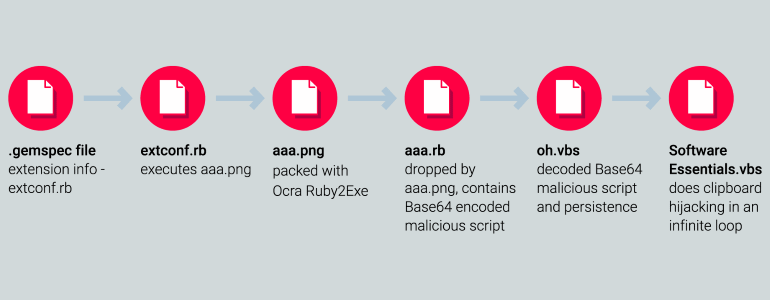 .gemspec file
extension info -
extconf.rb
extconf.rb
executes aaa.png
aaa.png
packed with
Ocra Ruby2Exe
aaa.rb
dropped by
aaa.png, contains
Base64 encoded
malicious script
oh.vbs
decoded Base64
malicious script
and persistence
Software
Essentials.vbs
does clipboard
hijacking in an
infinite loop